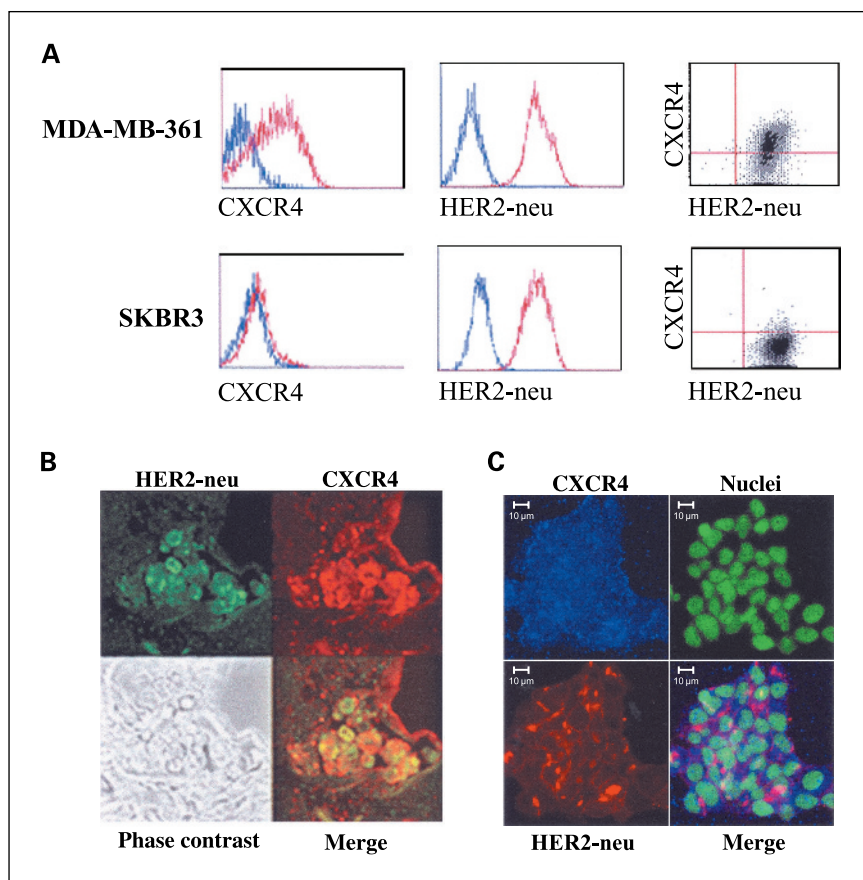 A
MDA-MB-361
CXCR4
HER2-neu
CXCR4
HER2-neu
SKBR3
CXCR4
HER2-neu
CXCR4
HER2-neu
B
HER2-neu CXCR4
Phase contrast Merge
C
CXCR4 Nuclei
10 µm 10 µm
10 µm 10 µm
HER2-neu Merge